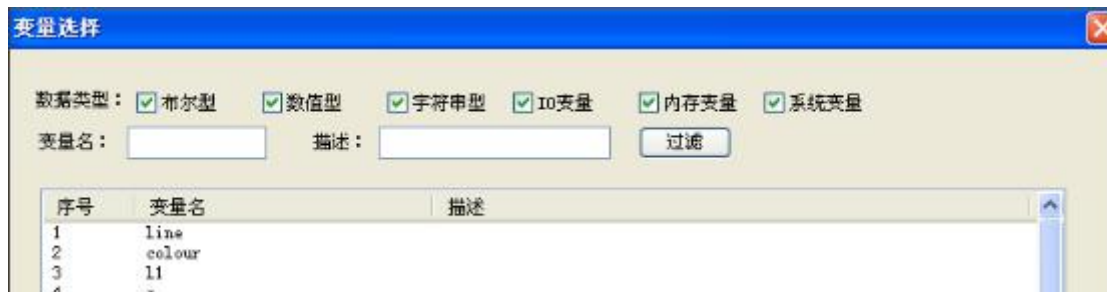 变量选择
数据类型： 布尔型 数值型 字符串型 IO变量 内存变量 系统变量
变量名： 描述： 过滤
序号 变量名 描述
1 line
2 colour
3 l1